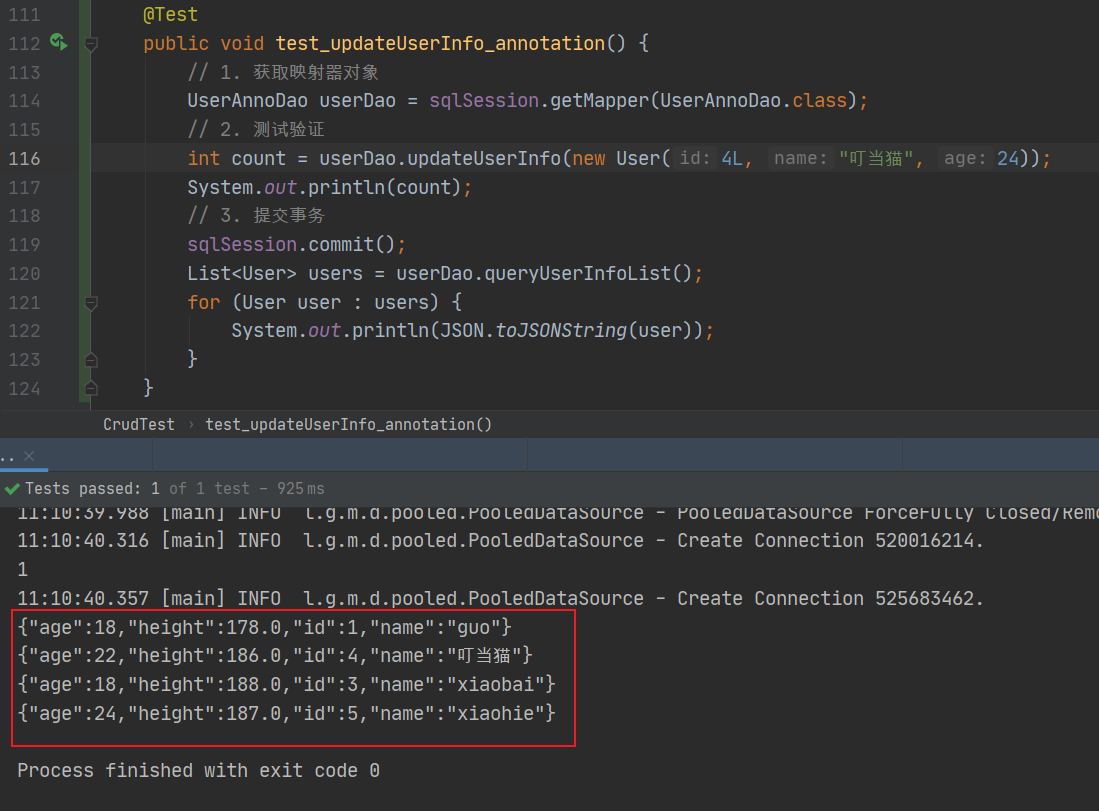 111 @Test
112 public void test_updateUserInfo_annotation() {
113 // 1. 获取映射器对象
114 UserAnnoDao userDao = sqlSession.getMapper(UserAnnoDao.class);
115 // 2. 测试验证
116 int count = userDao.updateUserInfo(new User( id: 4L, name: "叮当猫", age: 24));
117 System.out.println(count);
118 // 3. 提交事务
119 sqlSession.commit();
120 List<User> users = userDao.queryUserInfoList();
121 for (User user : users) {
122 System.out.println(JSON.toJSONString(user));
123 }
124 }
CrudTest › test_updateUserInfo_annotation()
.. ×
Tests passed: 1 of 1 test – 925 ms
11:10:39.988 [main] INFO  l.g.m.d.pooled.PooledDataSource - PooledDataSource ForceFully Closed/Remo
11:10:40.316 [main] INFO  l.g.m.d.pooled.PooledDataSource - Create Connection 520016214.
1
11:10:40.357 [main] INFO  l.g.m.d.pooled.PooledDataSource - Create Connection 525683462.
{"age":18,"height":178.0,"id":1,"name":"guo"}
{"age":22,"height":186.0,"id":4,"name":"叮当猫"}
{"age":18,"height":188.0,"id":3,"name":"xiaobai"}
{"age":24,"height":187.0,"id":5,"name":"xiaohie"}
Process finished with exit code 0